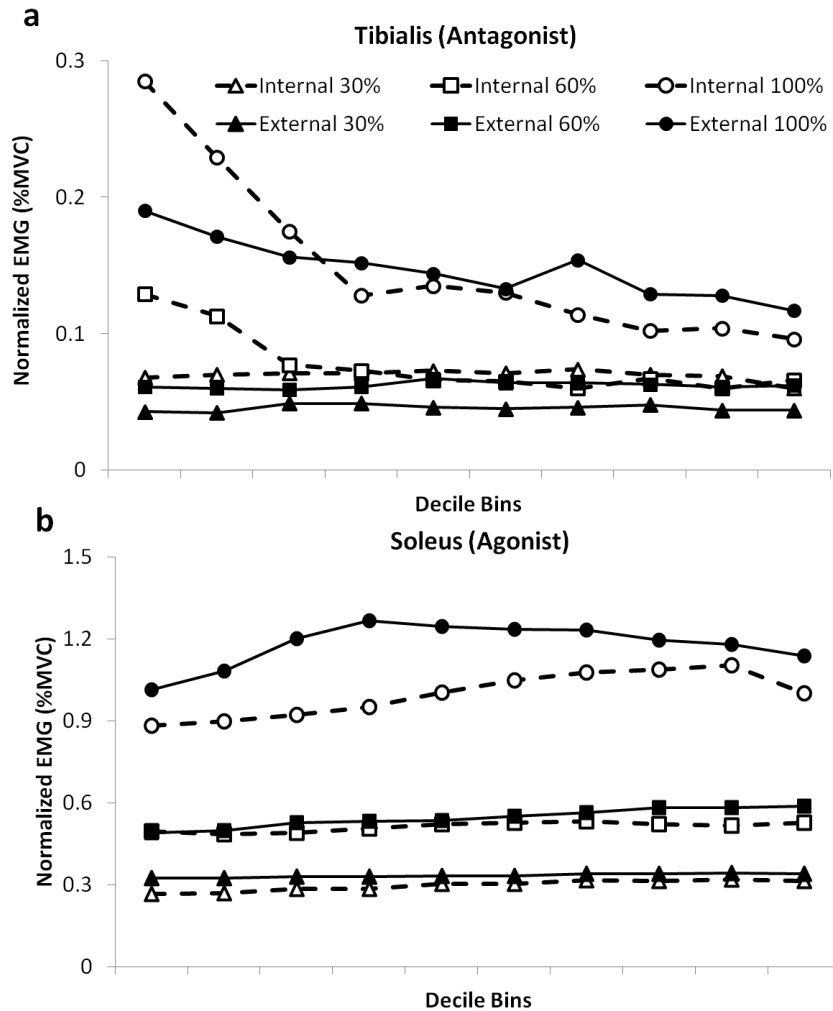 a
Tibialis (Antagonist)
0.3
Internal 30% Internal 60% Internal 100%
External 30% External 60% External 100%
0.2
Normalized EMG (%MVC)
0.1
0
Decile Bins
b
Soleus (Agonist)
1.5
1.2
0.9
Normalized EMG (%MVC)
0.6
0.3
0
Decile Bins